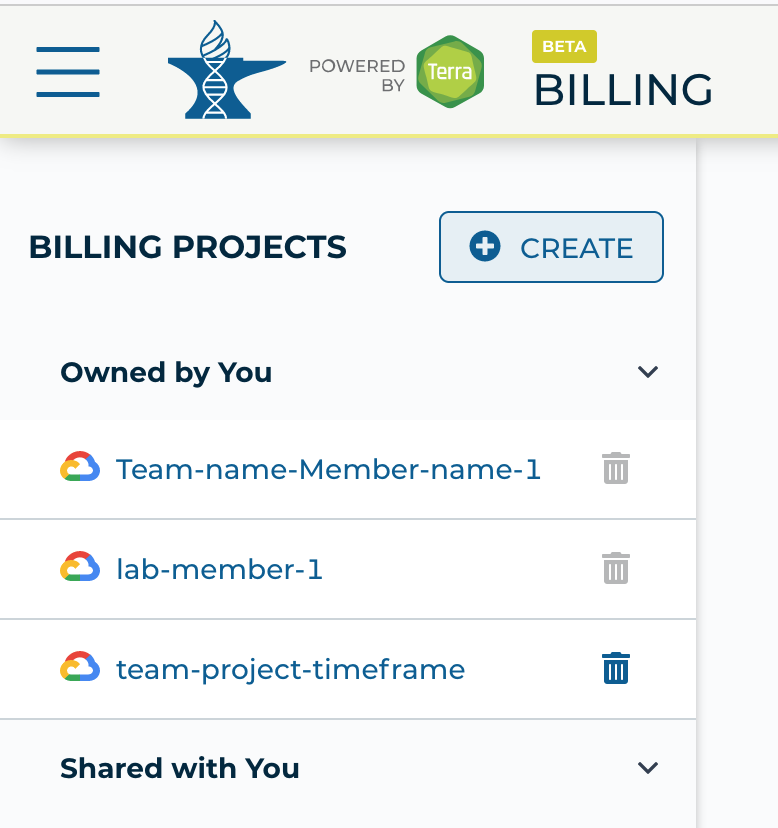 POWERED
BY
Terra
BETA
BILLING
BILLING PROJECTS
CREATE
Owned by You
Team-name-Member-name-1
lab-member-1
team-project-timeframe
Shared with You